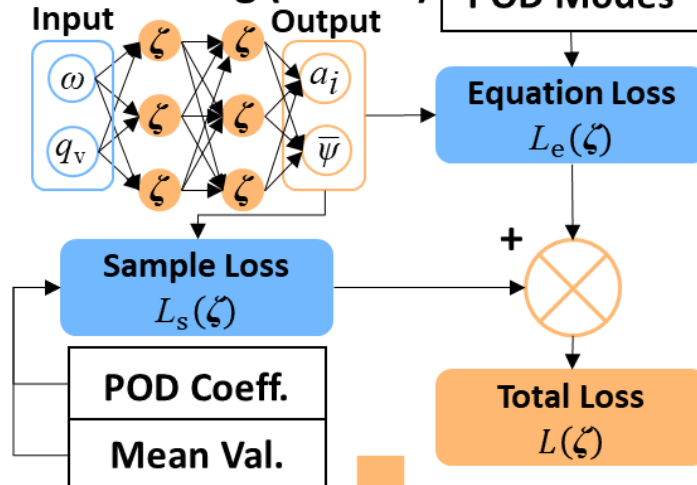 Input
Output
POD Modes
ω
q_v
ζ ζ
ζ ζ
ζ ζ
a_i
ψ̅
Equation Loss
L_e(ζ)
+
Sample Loss
L_s(ζ)
POD Coeff.
Mean Val.
Total Loss
L(ζ)